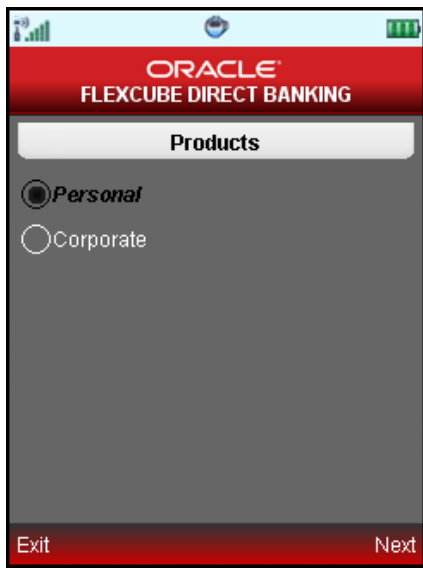 ORACLE
FLEXCUBE DIRECT BANKING
Products
Personal
Corporate
Exit Next